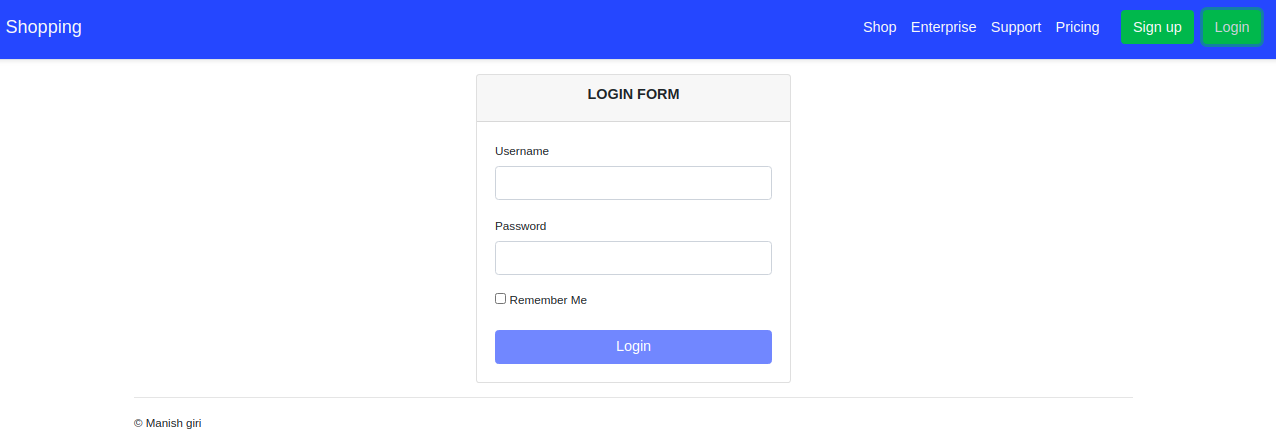 Shopping Shop Enterprise Support Pricing Sign up Login
LOGIN FORM
Username
Password
Remember Me
Login
© Manish giri